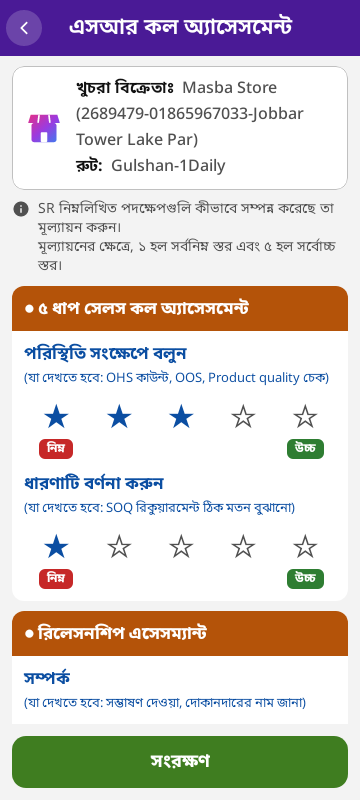 এসআর কল অ্যাসেসমেন্ট
খুচরা বিক্রেতাঃ Masba Store
(2689479-01865967033-Jobbar
Tower Lake Par)
রুট: Gulshan-1Daily
SR নিম্নলিখিত পদক্ষেপগুলি কীভাবে সম্পন্ন করেছে তা
মূল্যায়ন করুন।
মূল্যায়নের ক্ষেত্রে, ১ হল সর্বনিম্ন স্তর এবং ৫ হল সর্বোচ্চ
স্তর।
● ৫ ধাপ সেলস কল অ্যাসেসমেন্ট
পরিস্থিতি সংক্ষেপে বলুন
(যা দেখতে হবে: OHS কাউন্ট, OOS, Product quality চেক)
নিম্ন উচ্চ
ধারণাটি বর্ণনা করুন
(যা দেখতে হবে: SOQ রিকুয়ারমেন্ট ঠিক মতন বুঝানো)
নিম্ন উচ্চ
● রিলেসনশিপ এসেসম্যান্ট
সম্পর্ক
(যা দেখতে হবে: সম্ভাষণ দেওয়া, দোকানদারের নাম জানা)
সংরক্ষণ